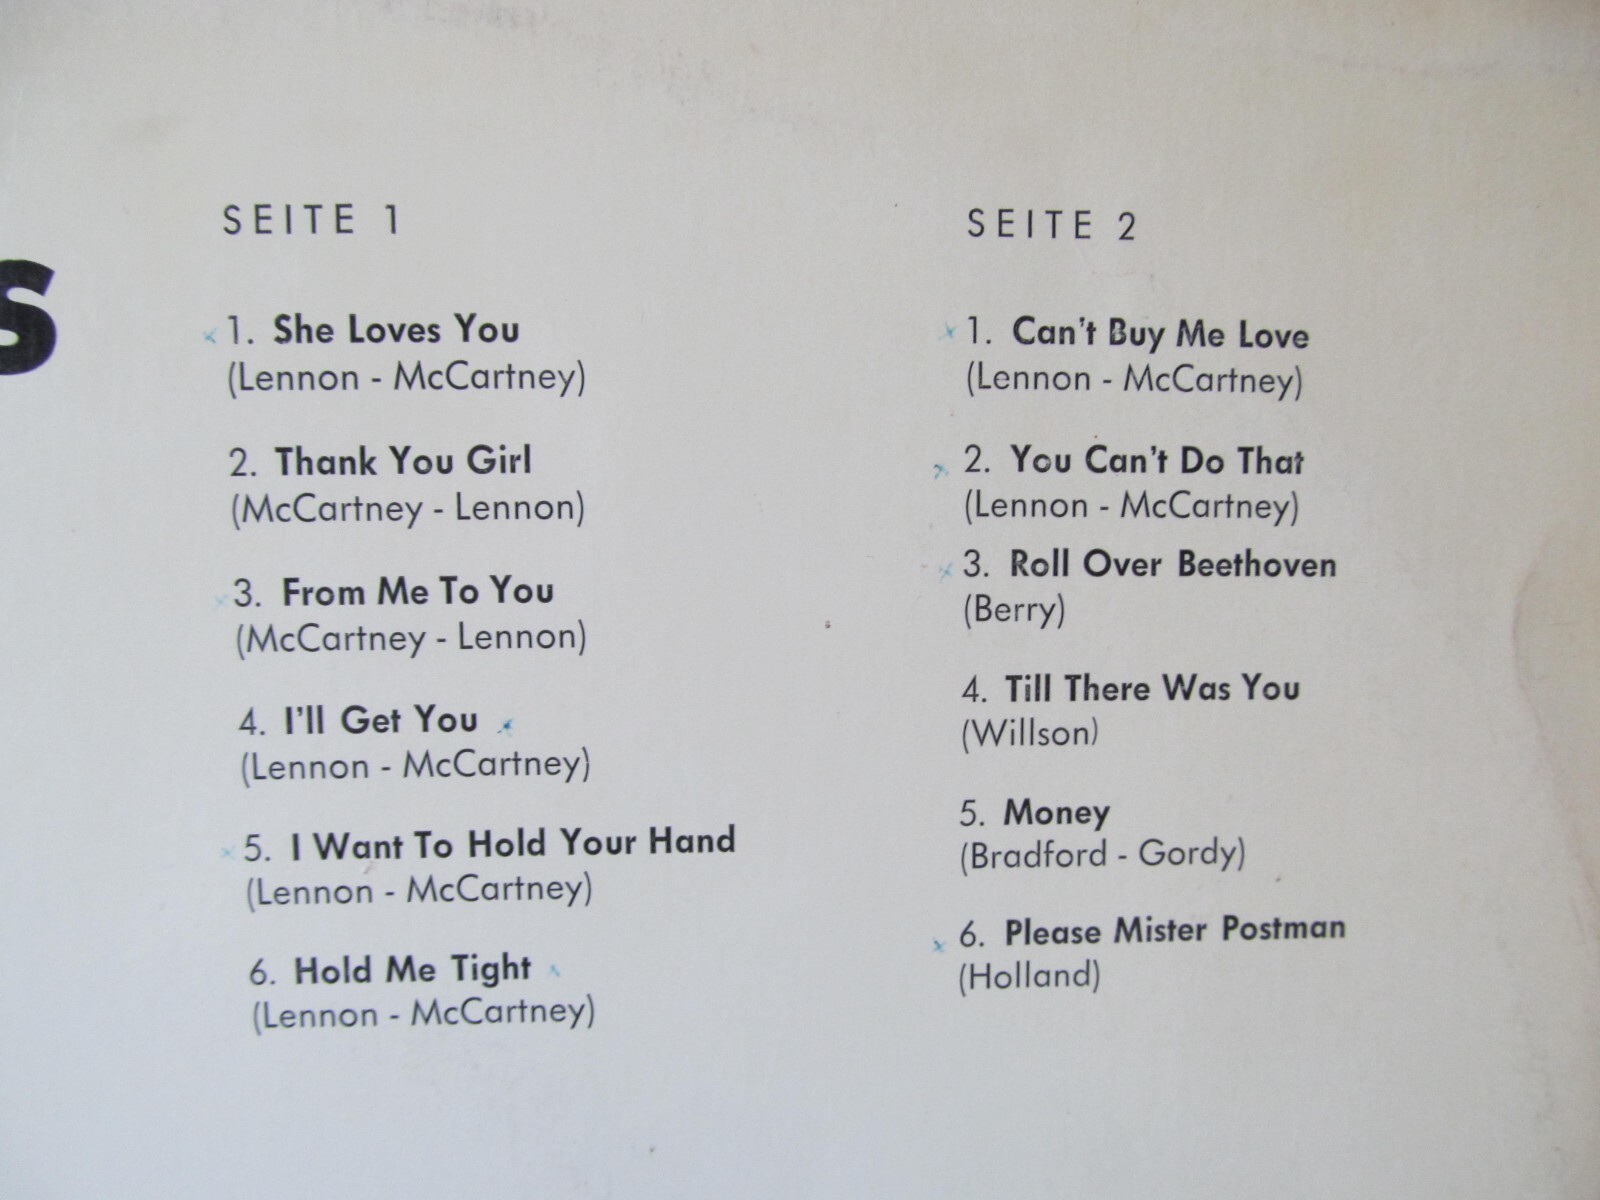 s
SEITE 1
1. She Loves You
(Lennon - McCartney)
2. Thank You Girl
(McCartney - Lennon)
3. From Me To You
(McCartney - Lennon)
4. I'll Get You
(Lennon - McCartney)
5. I Want To Hold Your Hand
(Lennon - McCartney)
6. Hold Me Tight
(Lennon - McCartney)
SEITE 2
1. Can't Buy Me Love
(Lennon - McCartney)
2. You Can't Do That
(Lennon - McCartney)
3. Roll Over Beethoven
(Berry)
4. Till There Was You
(Willson)
5. Money
(Bradford - Gordy)
6. Please Mister Postman
(Holland)